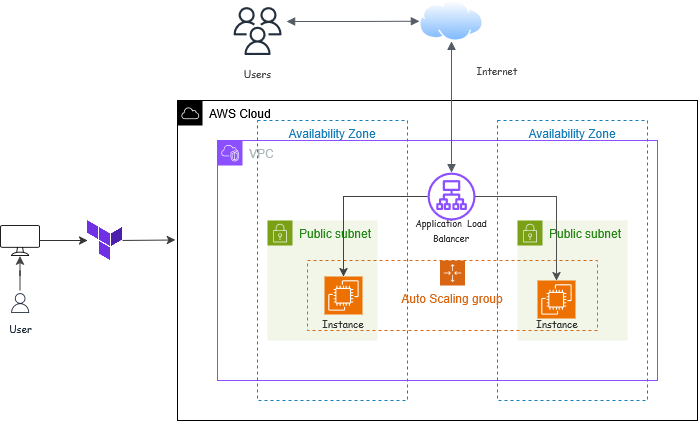 Users
Internet
AWS Cloud
Availability Zone
Availability Zone
VPC
Application Load
Balancer
Public subnet
Public subnet
Auto Scaling group
Instance
Instance
User